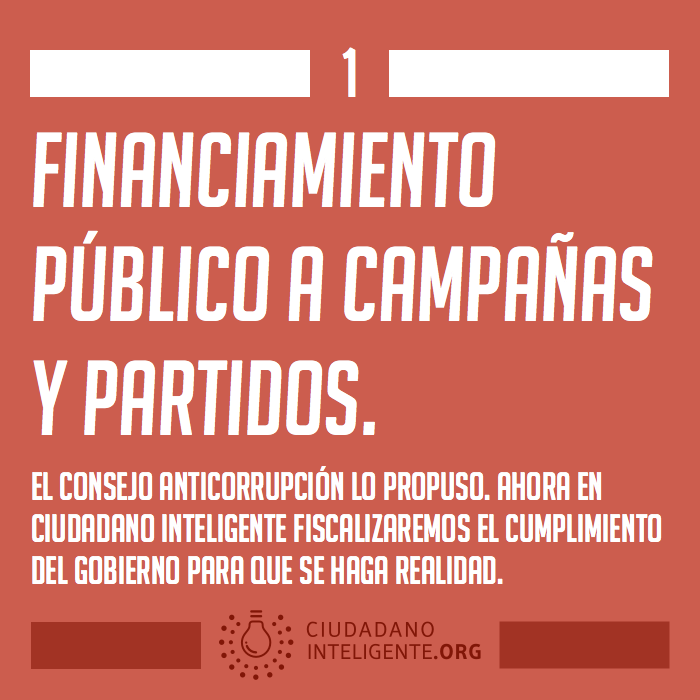 1
FINANCIAMIENTO
PÚBLICO A CAMPAÑAS
Y PARTIDOS.
EL CONSEJO ANTICORRUPCIÓN LO PROPUSO. AHORA EN
CIUDADANO INTELIGENTE FISCALIZAREMOS EL CUMPLIMIENTO
DEL GOBIERNO PARA QUE SE HAGA REALIDAD.
CIUDADANO
INTELIGENTE.ORG